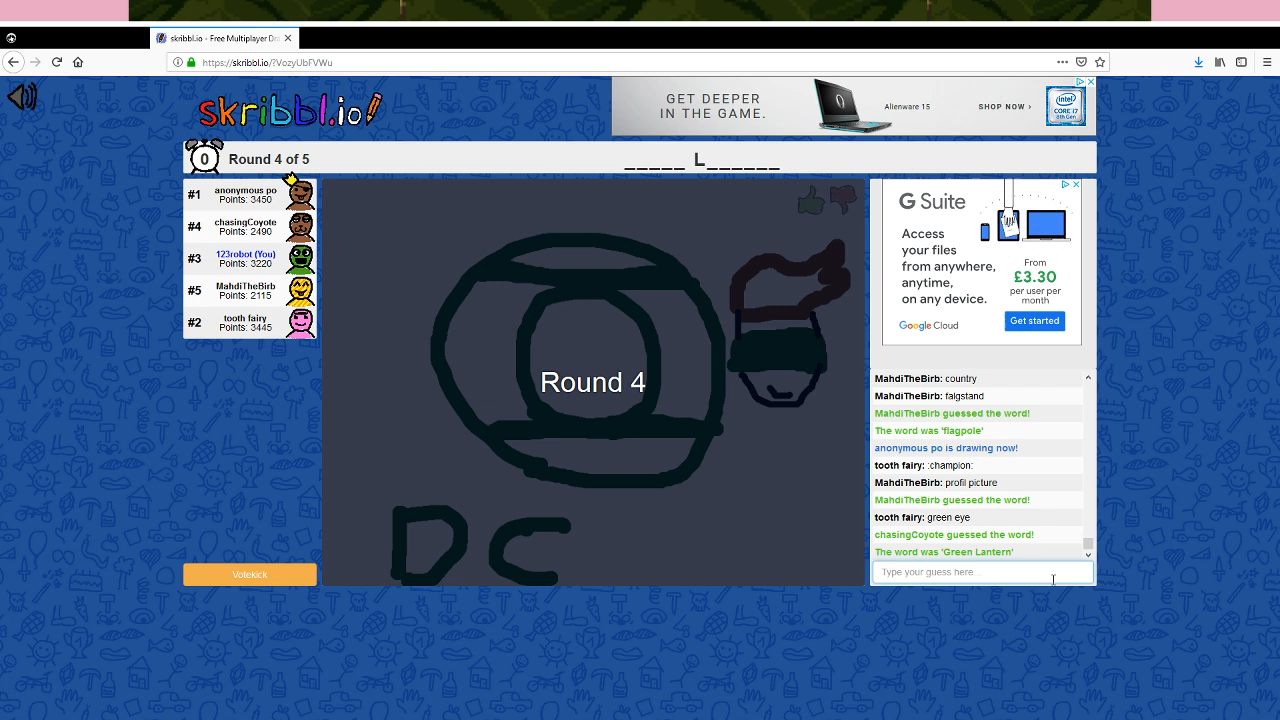 skribbl.io - Free Multiplayer Dr
https://skribbl.io/?VozyUbFVWu
skribbl.io
GET DEEPER
IN THE GAME.
Alienware 15
SHOP NOW ›
intel
CORE i7
8th Gen
0
Round 4 of 5
_____ L______
#1
anonymous po
Points: 3450
#4
chasingCoyote
Points: 2490
#3
123robot (You)
Points: 3220
#5
MahdiTheBirb
Points: 2115
#2
tooth fairy
Points: 3445
Votekick
Round 4
DC
G Suite
Access
your files
from anywhere,
anytime,
on any device.
From
£3.30
per user per
month
Google Cloud
Get started
MahdiTheBirb: country
MahdiTheBirb: falgstand
MahdiTheBirb guessed the word!
The word was 'flagpole'
anonymous po is drawing now!
tooth fairy: :champion:
MahdiTheBirb: profil picture
MahdiTheBirb guessed the word!
tooth fairy: green eye
chasingCoyote guessed the word!
The word was 'Green Lantern'
Type your guess here...